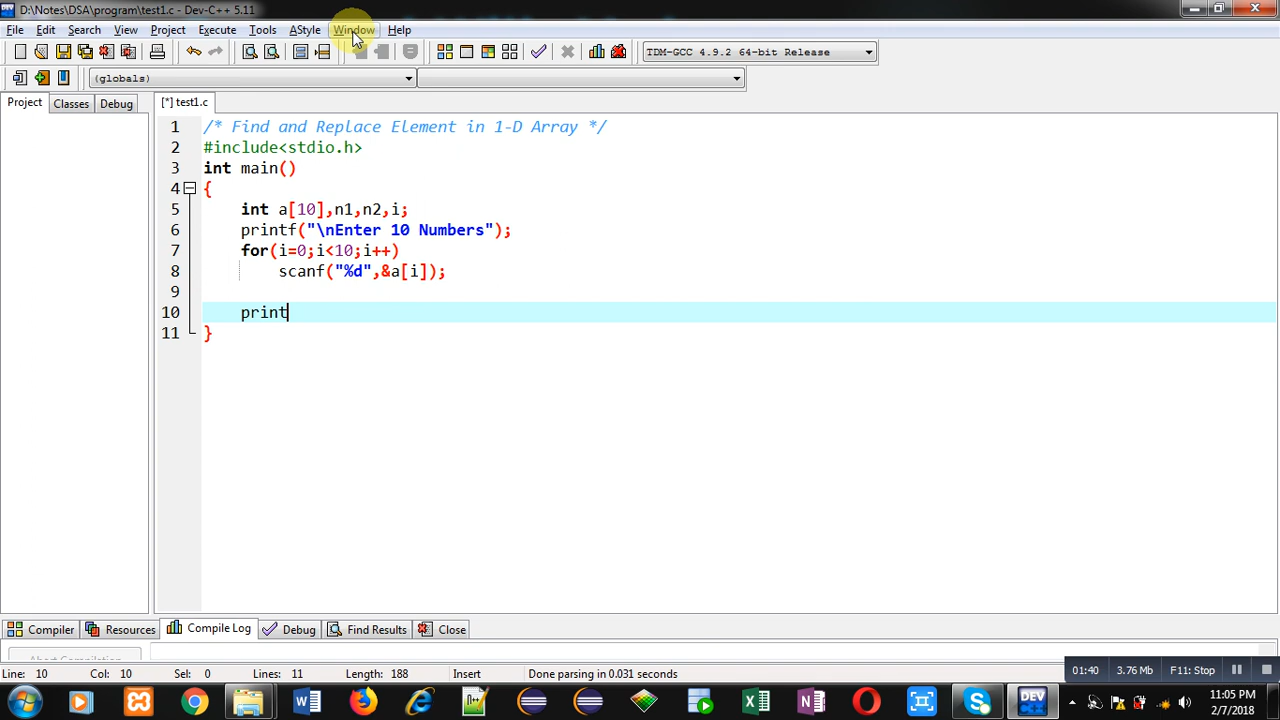 D:\Notes\DSA\program\test1.c - Dev-C++ 5.11
File Edit Search View Project Execute Tools AStyle Window Help
TDM-GCC 4.9.2 64-bit Release
(globals)
Project Classes Debug [*] test1.c
1 /* Find and Replace Element in 1-D Array */
2 #include<stdio.h>
3 int main()
4 {
5 int a[10],n1,n2,i;
6 printf("\nEnter 10 Numbers");
7 for(i=0;i<10;i++)
8 scanf("%d",&a[i]);
9
10 print
11 }
Compiler Resources Compile Log Debug Find Results Close
Abort Compilation
Line: 10 Col: 10 Sel: 0 Lines: 11 Length: 188 Insert Done parsing in 0.031 seconds
01:40 3.76 Mb F11: Stop
DEV
11:05 PM
2/7/2018